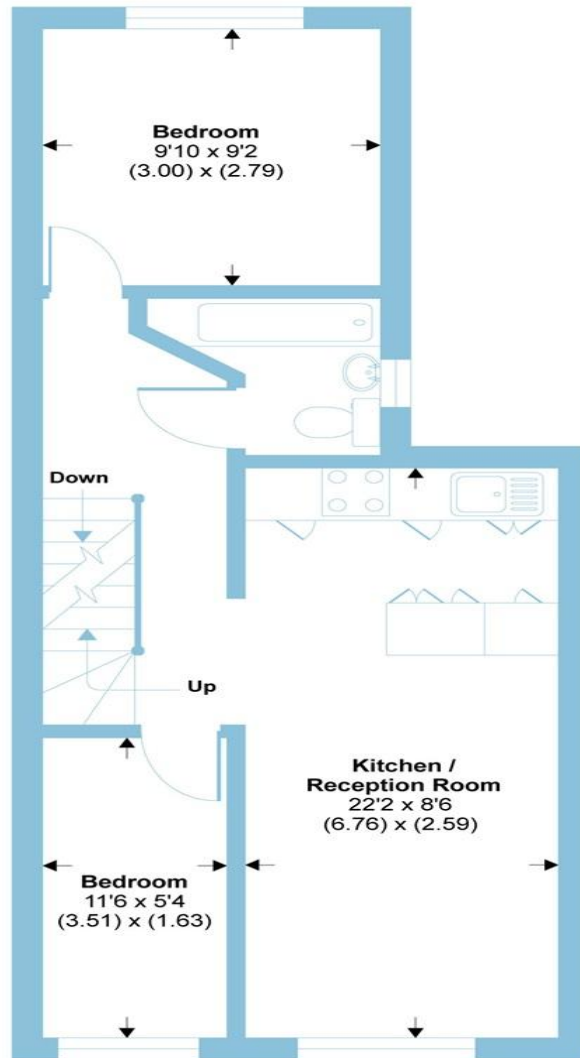 Bedroom
9'10 x 9'2
(3.00) x (2.79)
Down
Up
Kitchen /
Reception Room
22'2 x 8'6
(6.76) x (2.59)
Bedroom
11'6 x 5'4
(3.51) x (1.63)